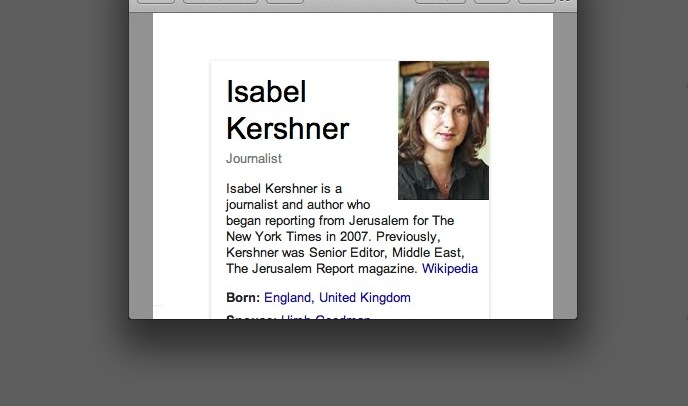 Isabel
Kershner
Journalist
Isabel Kershner is a
journalist and author who
began reporting from Jerusalem for The
New York Times in 2007. Previously,
Kershner was Senior Editor, Middle East,
The Jerusalem Report magazine. Wikipedia
Born: England, United Kingdom